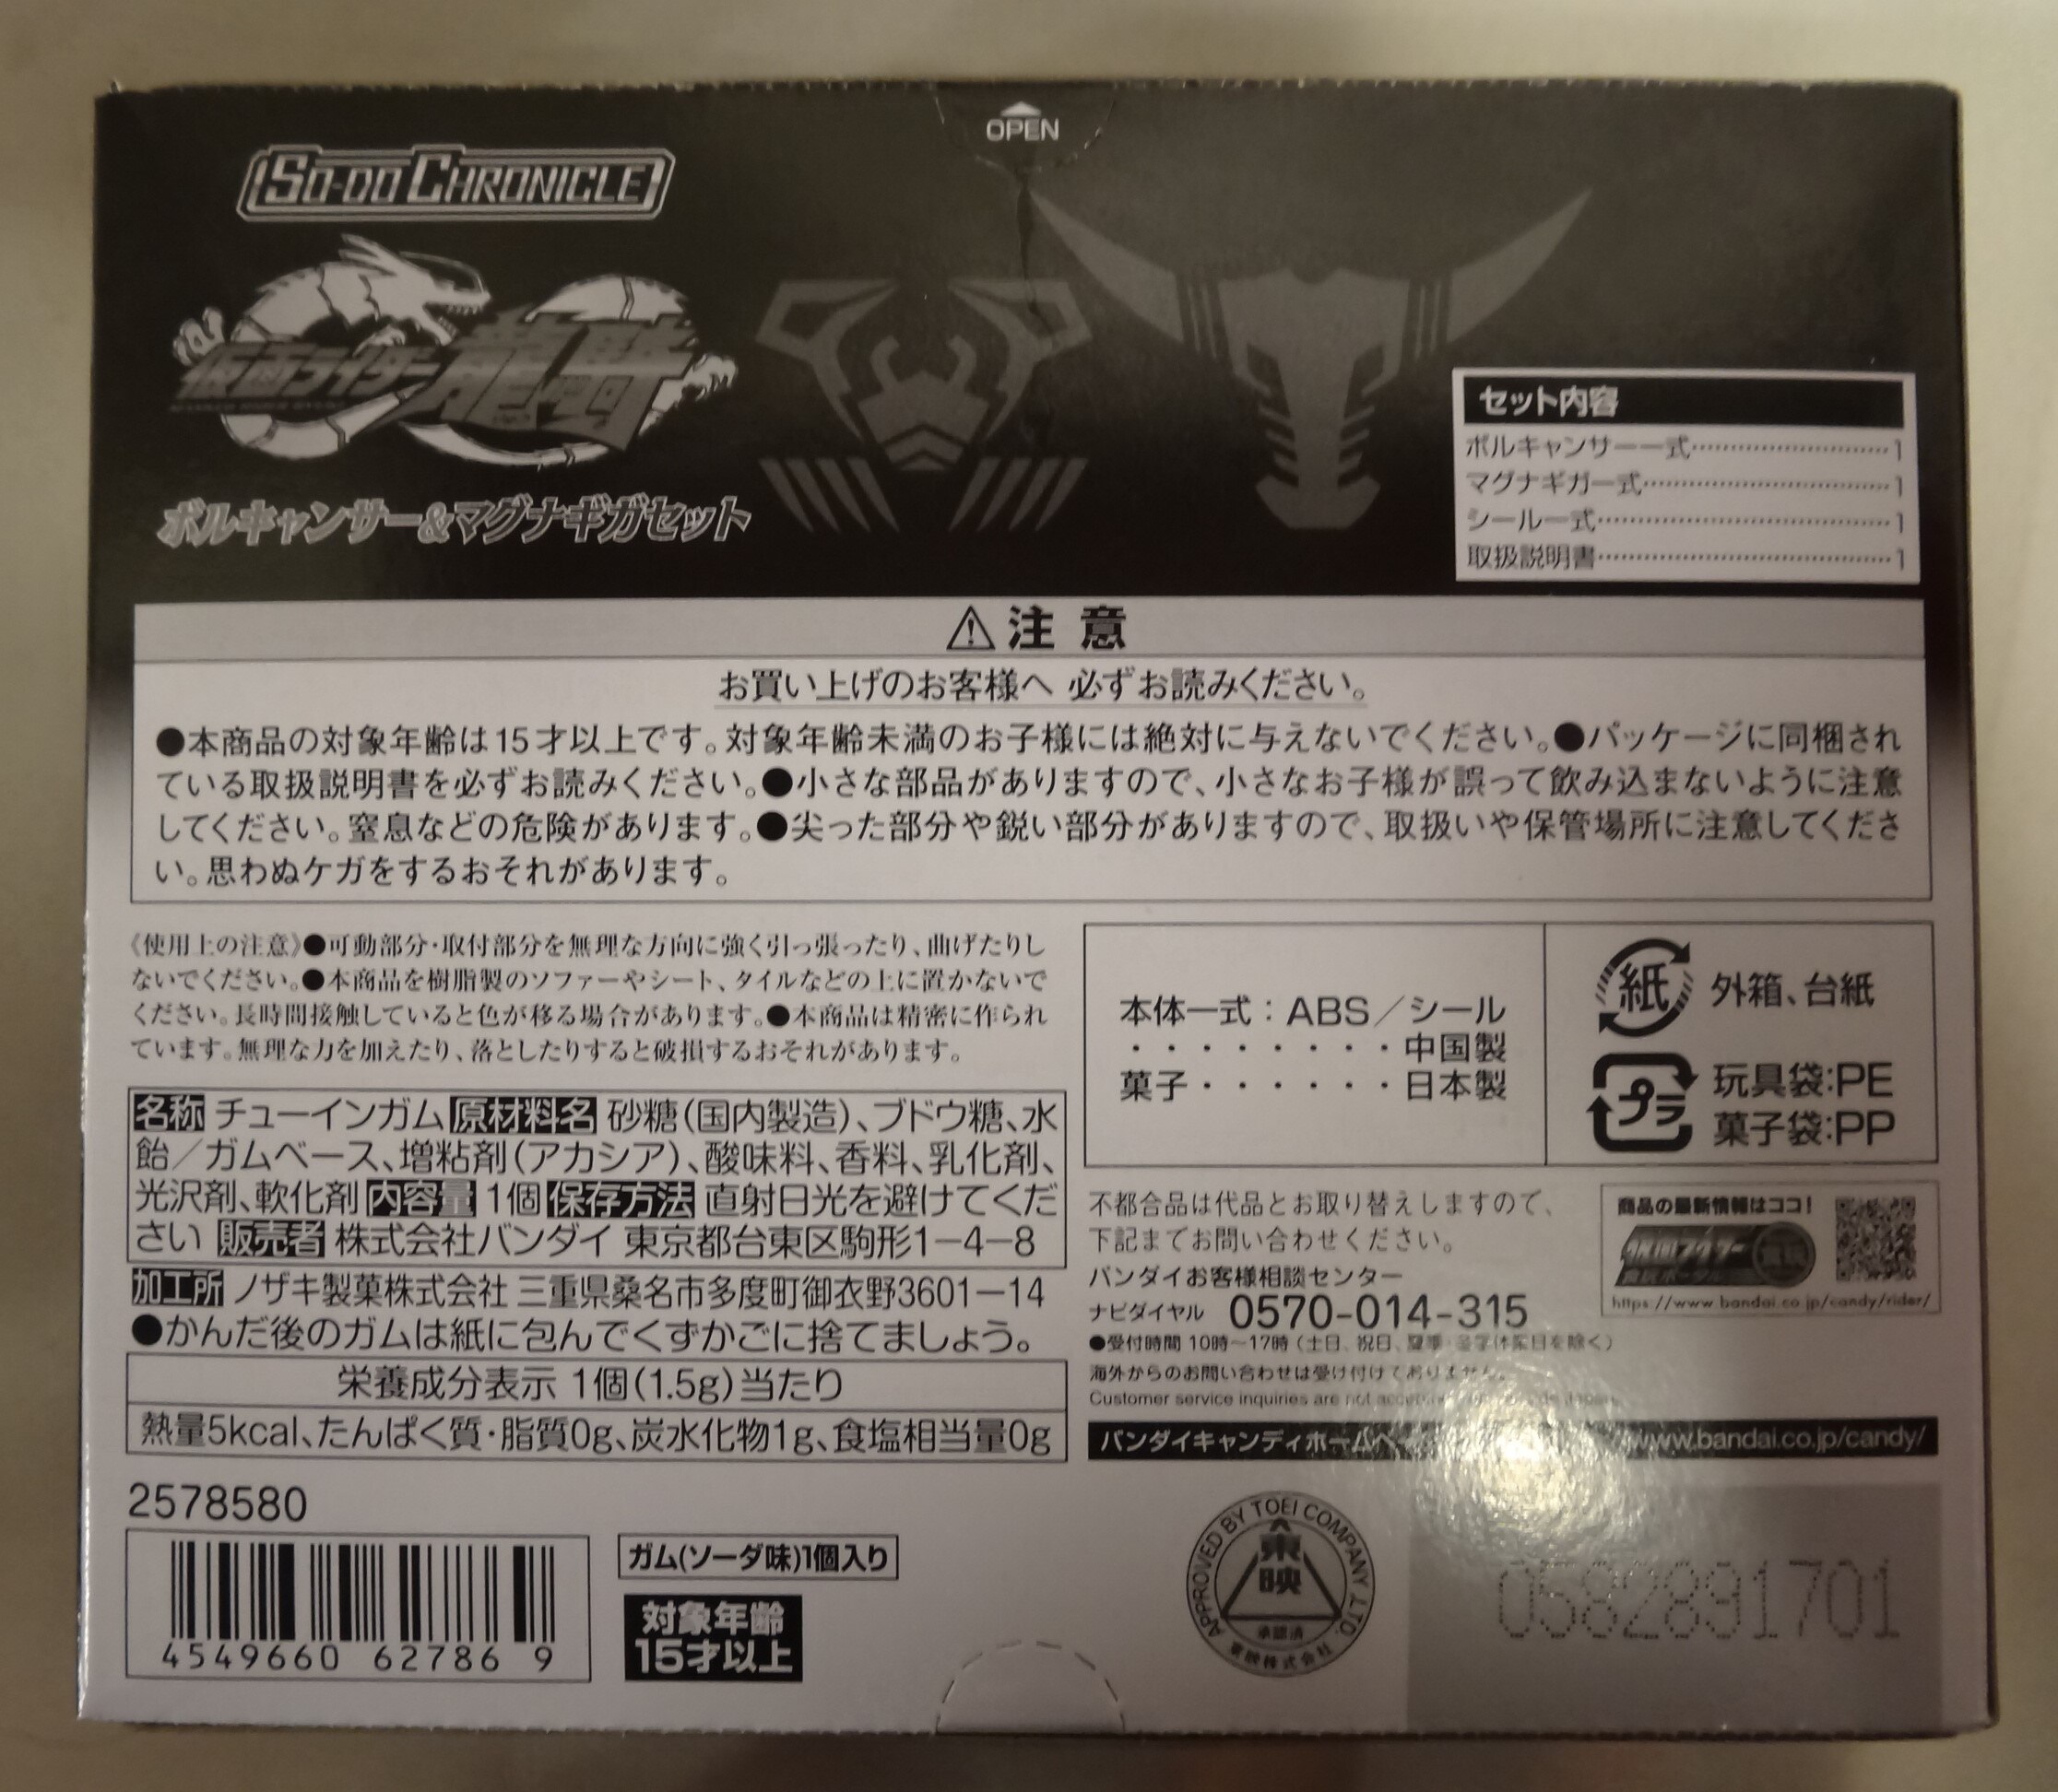 OPEN
SO-DO CHRONICLE
仮面ライダー龍騎
ボルキャンサー&マグナギガセット
セット内容
ボルキャンサー一式…………………1
マグナギガ一式…………………1
シール一式…………………1
取扱説明書…………………1
⚠注意
お買い上げのお客様へ 必ずお読みください。
●本商品の対象年齢は15才以上です。対象年齢未満のお子様には絶対に与えないでください。●パッケージに同梱され
ている取扱説明書を必ずお読みください。●小さな部品がありますので、小さなお子様が誤って飲み込まないように注意
してください。窒息などの危険があります。●尖った部分や鋭い部分がありますので、取扱いや保管場所に注意してくださ
い。思わぬケガをするおそれがあります。
《使用上の注意》●可動部分・取付部分を無理な方向に強く引っ張ったり、曲げたりし
ないでください。●本商品を樹脂製のソファーやシート、タイルなどの上に置かないで
ください。長時間接触していると色が移る場合があります。●本商品は精密に作られ
ています。無理な力を加えたり、落としたりすると破損するおそれがあります。
名称 チューインガム 原材料名 砂糖(国内製造)、ブドウ糖、水
飴/ガムベース、増粘剤(アカシア)、酸味料、香料、乳化剤、
光沢剤、軟化剤 内容量 1個 保存方法 直射日光を避けてくだ
さい 販売者 株式会社バンダイ 東京都台東区駒形1-4-8
加工所 ノザキ製菓株式会社 三重県桑名市多度町御衣野3601-14
●かんだ後のガムは紙に包んでくずかごに捨てましょう。
栄養成分表示 1個(1.5g)当たり
熱量5kcal、たんぱく質・脂質0g、炭水化物1g、食塩相当量0g
2578580
4549660 62786 9
ガム(ソーダ味)1個入り
対象年齢
15才以上
本体一式:ABS/シール
・・・・・・・・中国製
菓子・・・・・・日本製
紙 外箱、台紙
プラ 玩具袋:PE
菓子袋:PP
不都合品は代品とお取り替えしますので、
下記までお問い合わせください。
バンダイお客様相談センター
ナビダイヤル 0570-014-315
●受付時間 10時~17時(土日、祝日、夏季・冬季休業日を除く)
海外からのお問い合わせは受け付けておりません。
Customer service inquiries are not
商品の最新情報はココ!
https://www.bandai.co.jp/candy/rider/
バンダイキャンディホームへ www.bandai.co.jp/candy/
APPROVED BY TOEI COMPANY,LTD.
東映
承認済
東映株式会社
0582891701